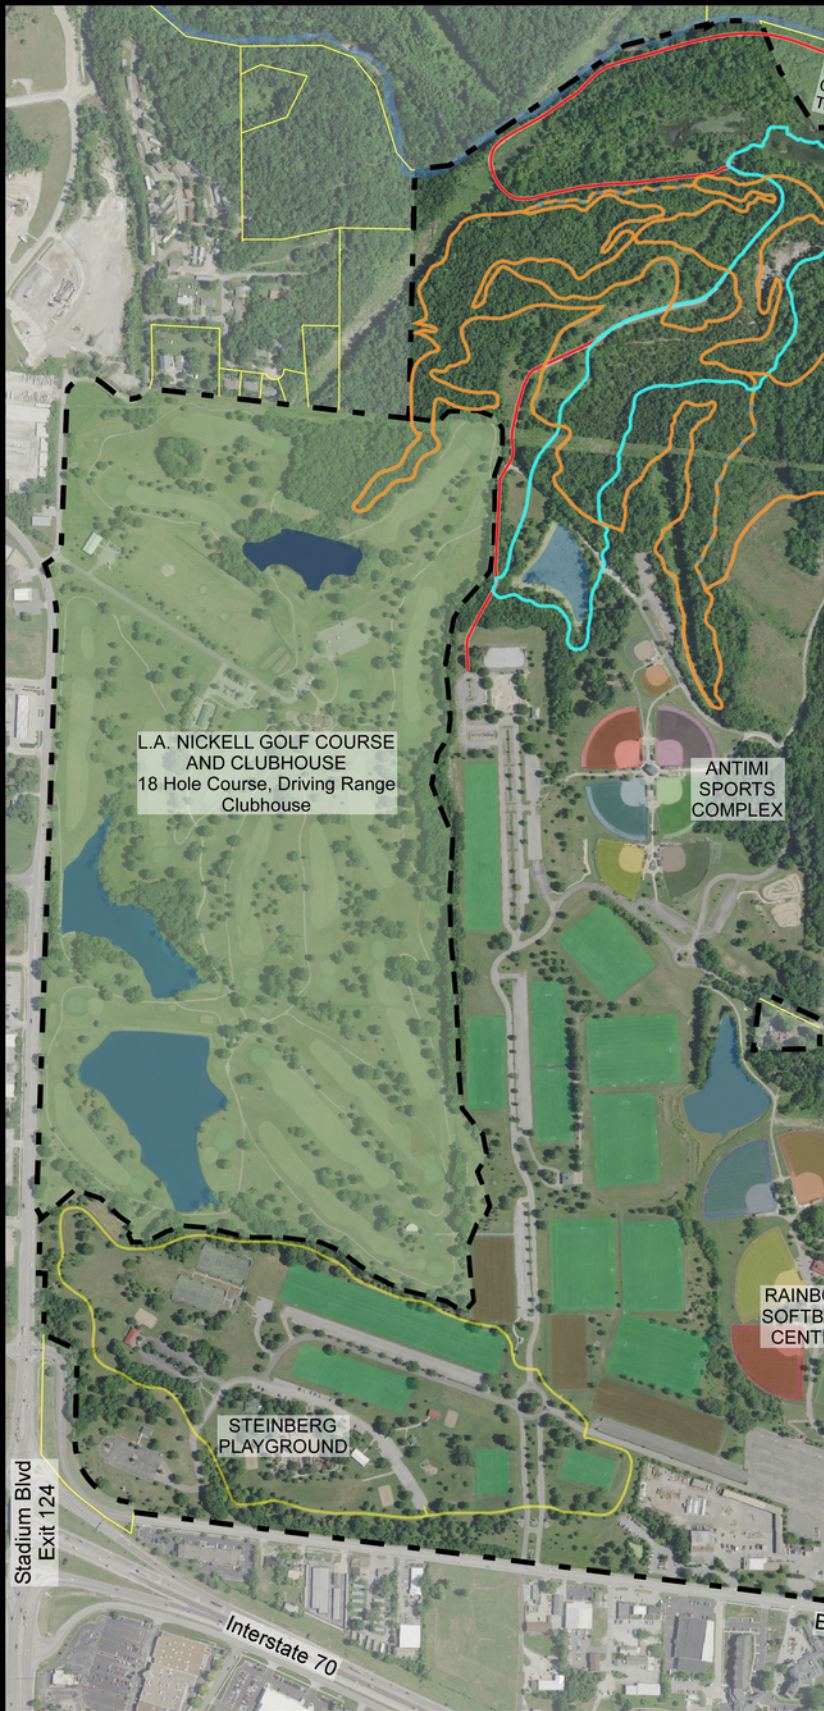 L.A. NICKELL GOLF COURSE
AND CLUBHOUSE
18 Hole Course, Driving Range
Clubhouse
ANTIMI
SPORTS
COMPLEX
STEINBERG
PLAYGROUND
Stadium Blvd
Exit 124
Interstate 70